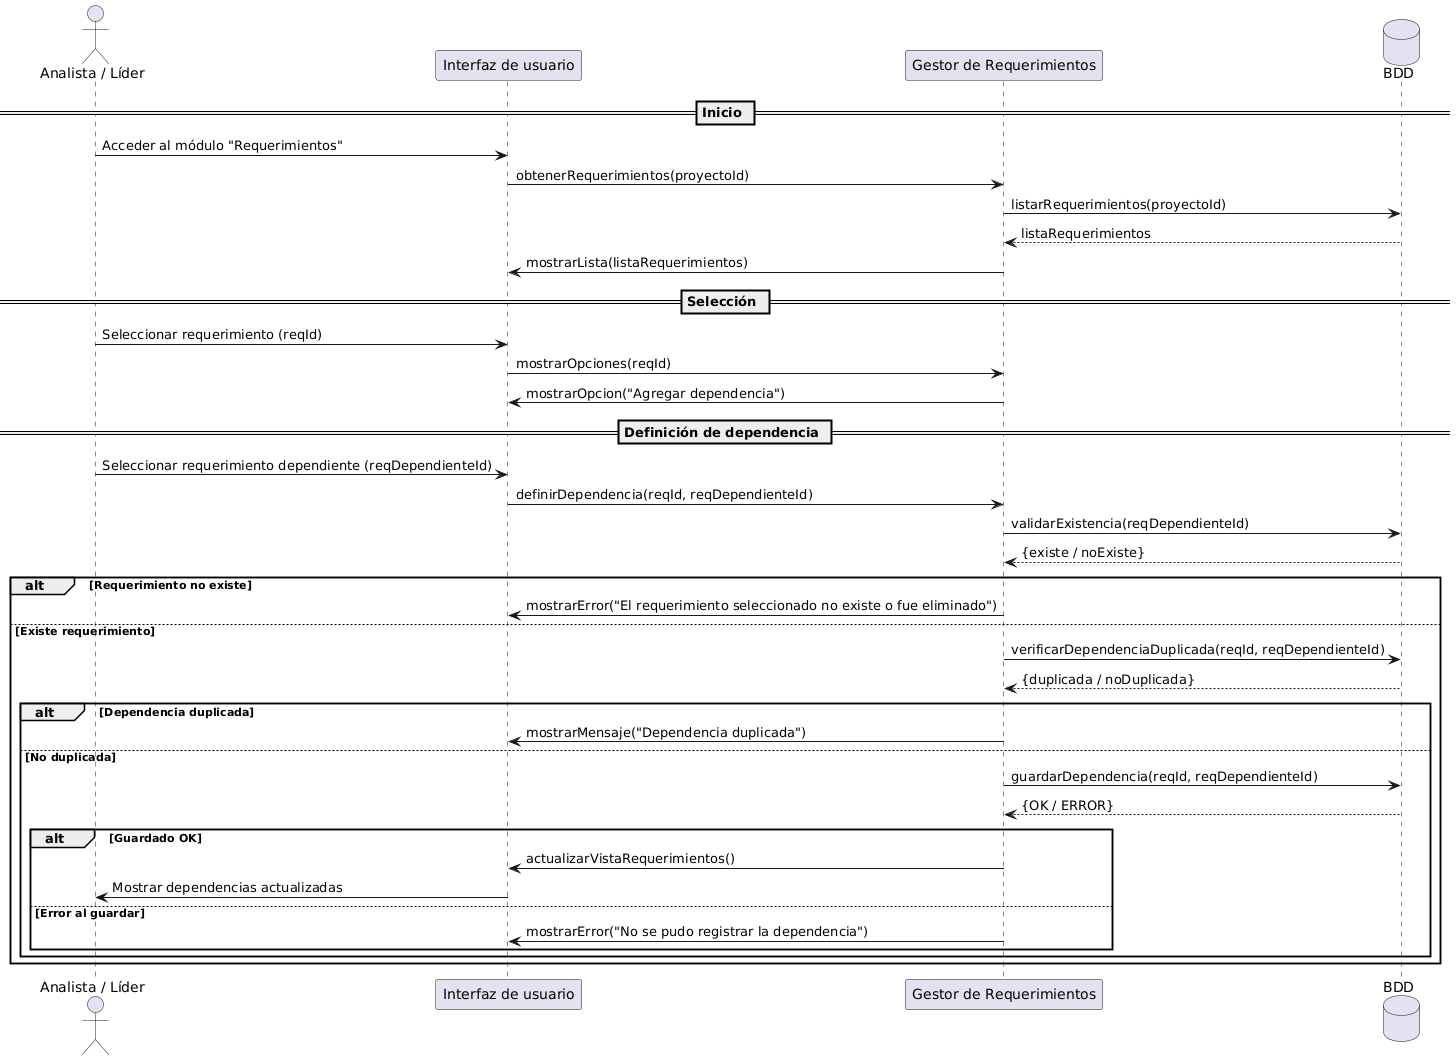 Analista / Líder
Interfaz de usuario
Gestor de Requerimientos
BDD
Inicio
Acceder al módulo "Requerimientos"
obtenerRequerimientos(proyectoId)
listarRequerimientos(proyectoId)
listaRequerimientos
mostrarLista(listaRequerimientos)
Selección
Seleccionar requerimiento (reqId)
mostrarOpciones(reqId)
mostrarOpcion("Agregar dependencia")
Definición de dependencia
Seleccionar requerimiento dependiente (reqDependienteId)
definirDependencia(reqId, reqDependienteId)
validarExistencia(reqDependienteId)
{existe / noExiste}
alt [Requerimiento no existe]
mostrarError("El requerimiento seleccionado no existe o fue eliminado")
[Existe requerimiento]
verificarDependenciaDuplicada(reqId, reqDependienteId)
{duplicada / noDuplicada}
alt [Dependencia duplicada]
mostrarMensaje("Dependencia duplicada")
[No duplicada]
guardarDependencia(reqId, reqDependienteId)
{OK / ERROR}
alt [Guardado OK]
actualizarVistaRequerimientos()
Mostrar dependencias actualizadas
[Error al guardar]
mostrarError("No se pudo registrar la dependencia")
Analista / Líder
Interfaz de usuario
Gestor de Requerimientos
BDD